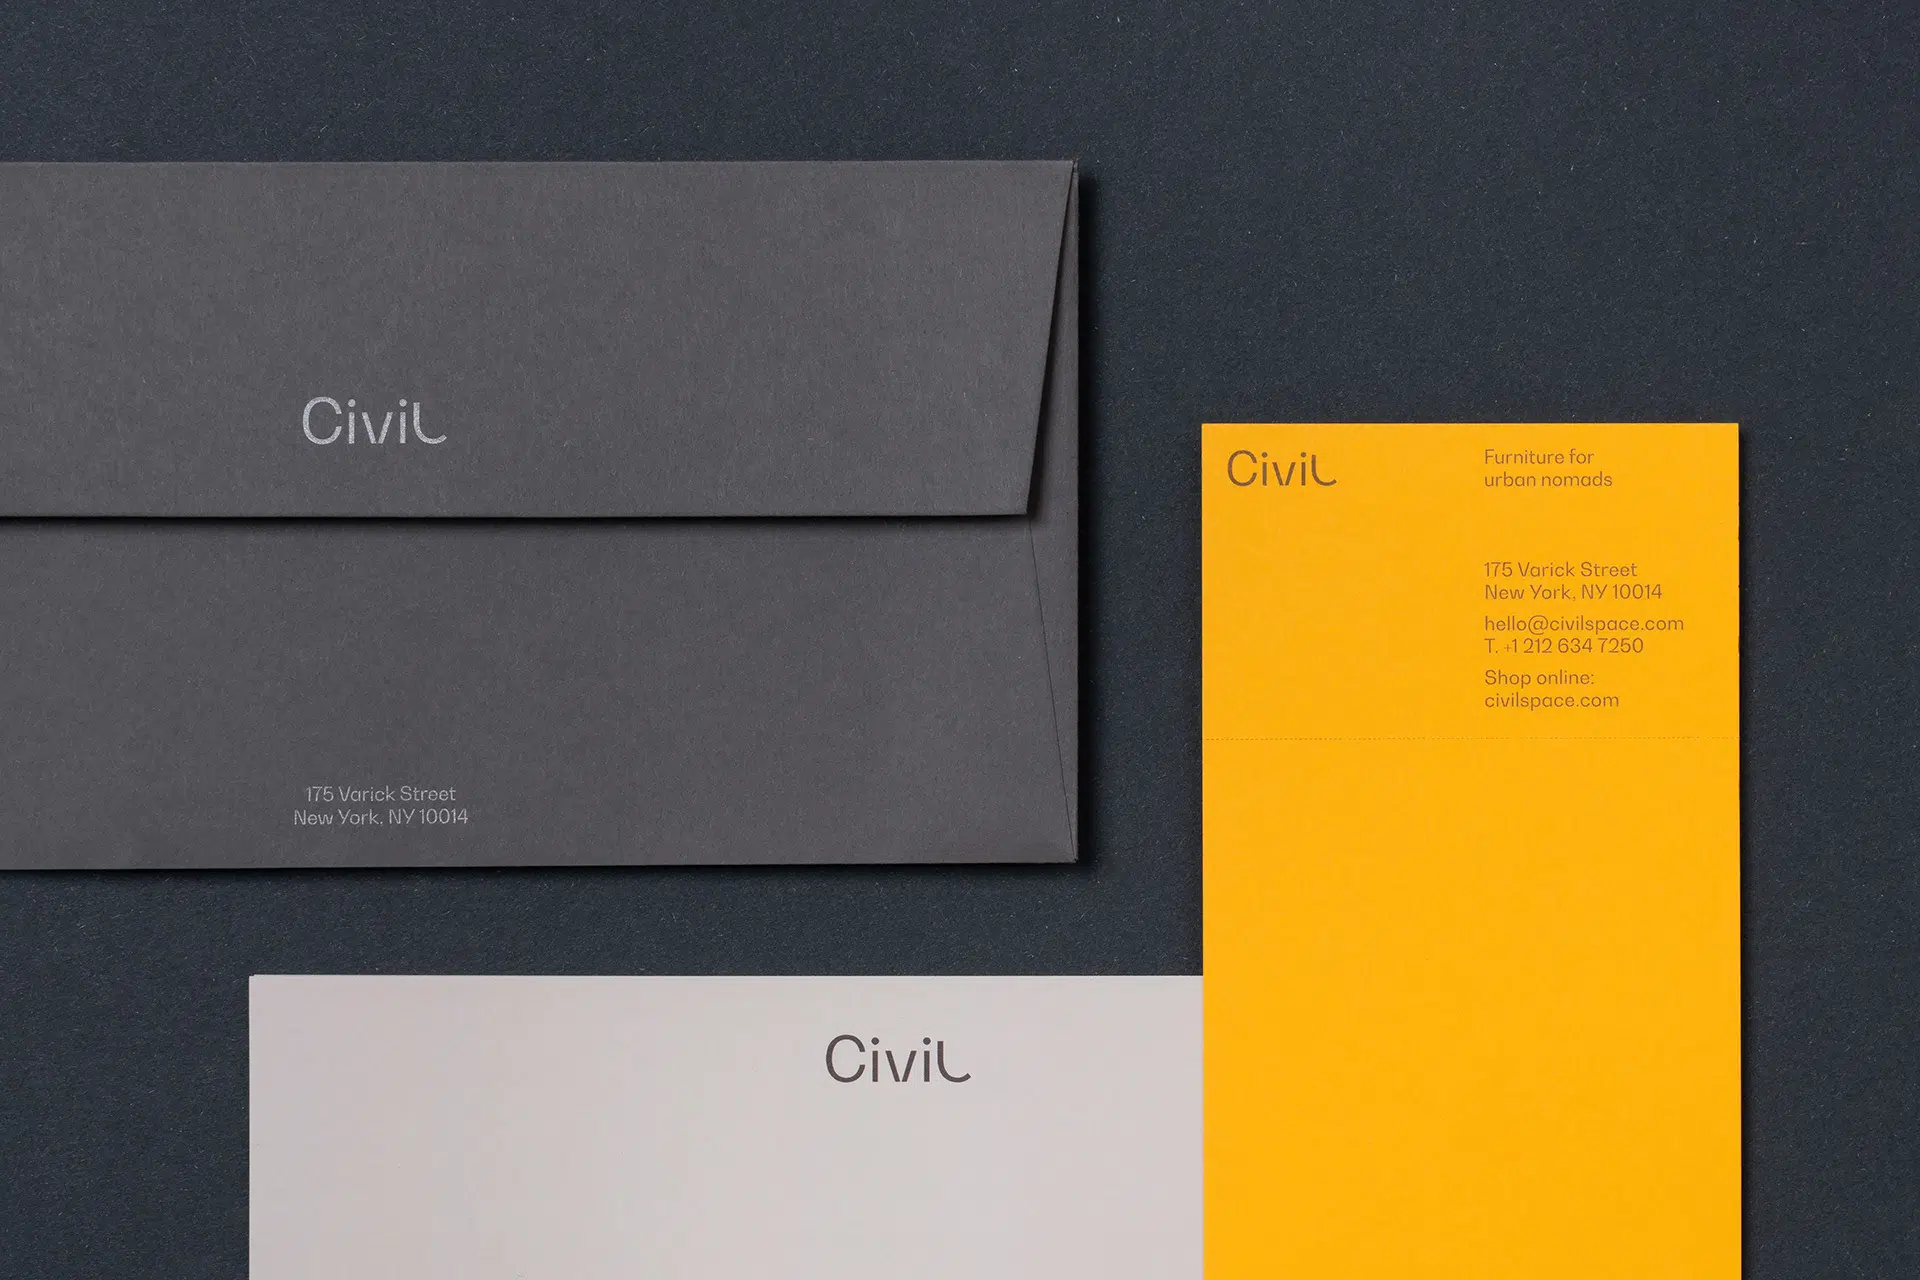 Civil
175 Varick Street
New York, NY 10014
Civil
Furniture for
urban nomads
175 Varick Street
New York, NY 10014
hello@civilspace.com
T. +1 212 634 7250
Shop online:
civilspace.com
Civil